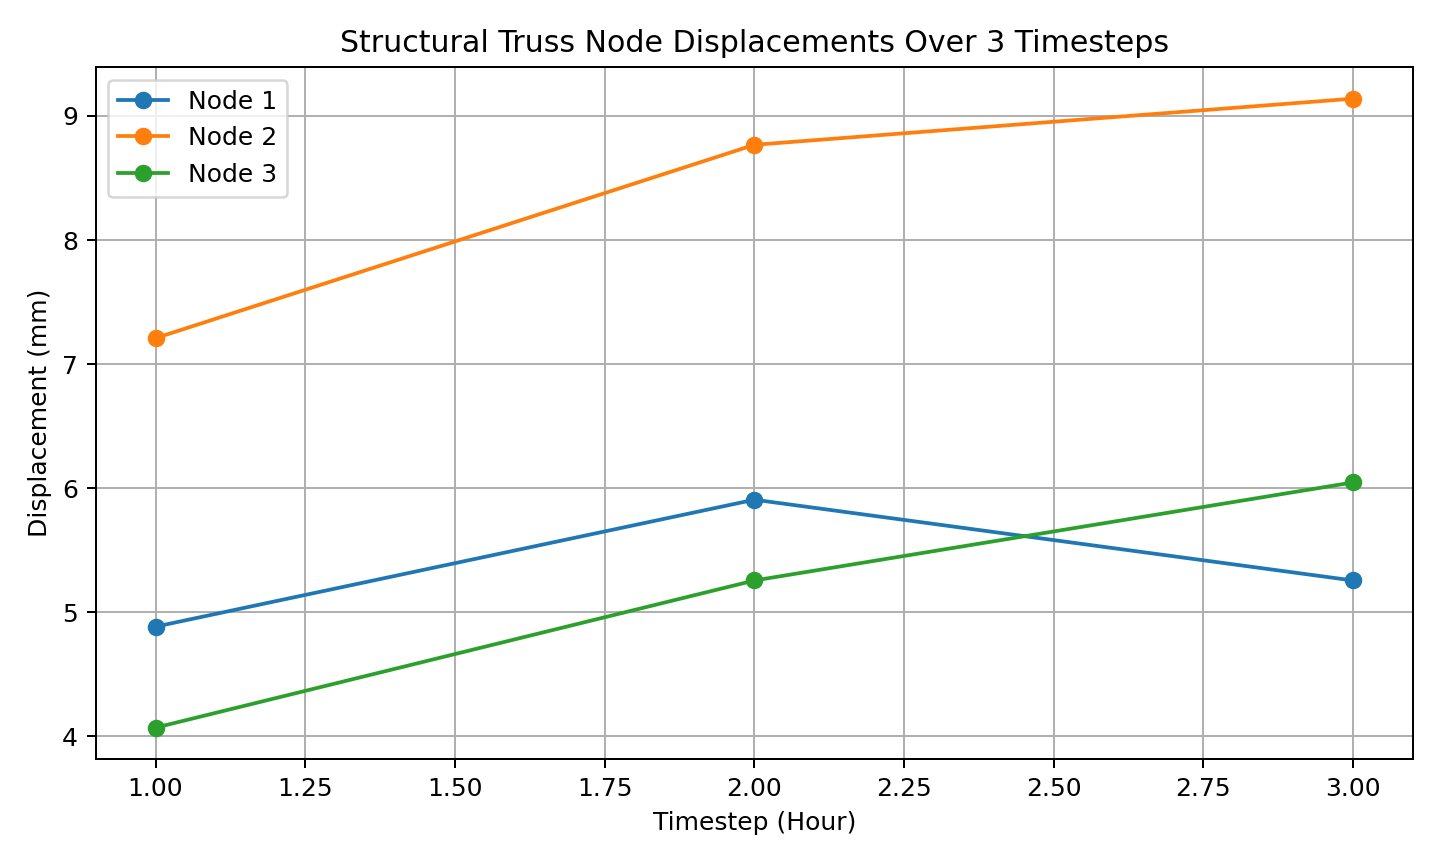 Structural Truss Node Displacements Over 3 Timesteps
Node 1
Node 2
Node 3
Displacement (mm)
9
8
7
6
5
4
1.00 1.25 1.50 1.75 2.00 2.25 2.50 2.75 3.00
Timestep (Hour)